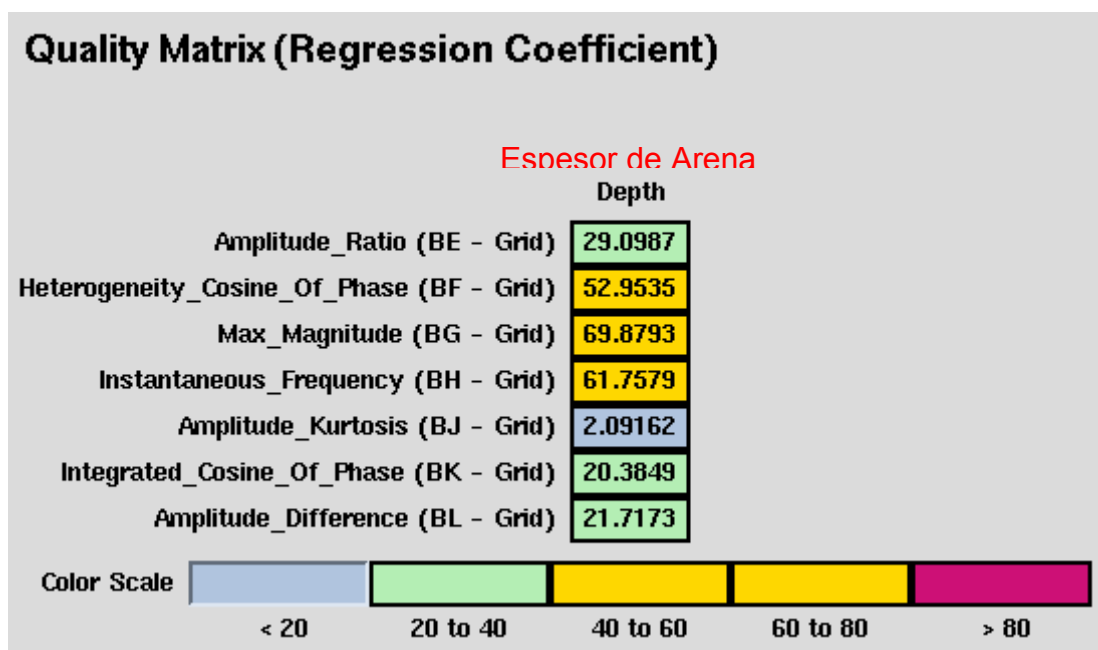 Quality Matrix (Regression Coefficient)
Espesor de Arena
Depth
Amplitude_Ratio (BE - Grid) 29.0987
Heterogeneity_Cosine_Of_Phase (BF - Grid) 52.9535
Max_Magnitude (BG - Grid) 69.8793
Instantaneous_Frequency (BH - Grid) 61.7579
Amplitude_Kurtosis (BJ - Grid) 2.09162
Integrated_Cosine_Of_Phase (BK - Grid) 20.3849
Amplitude_Difference (BL - Grid) 21.7173
Color Scale
< 20 20 to 40 40 to 60 60 to 80 > 80